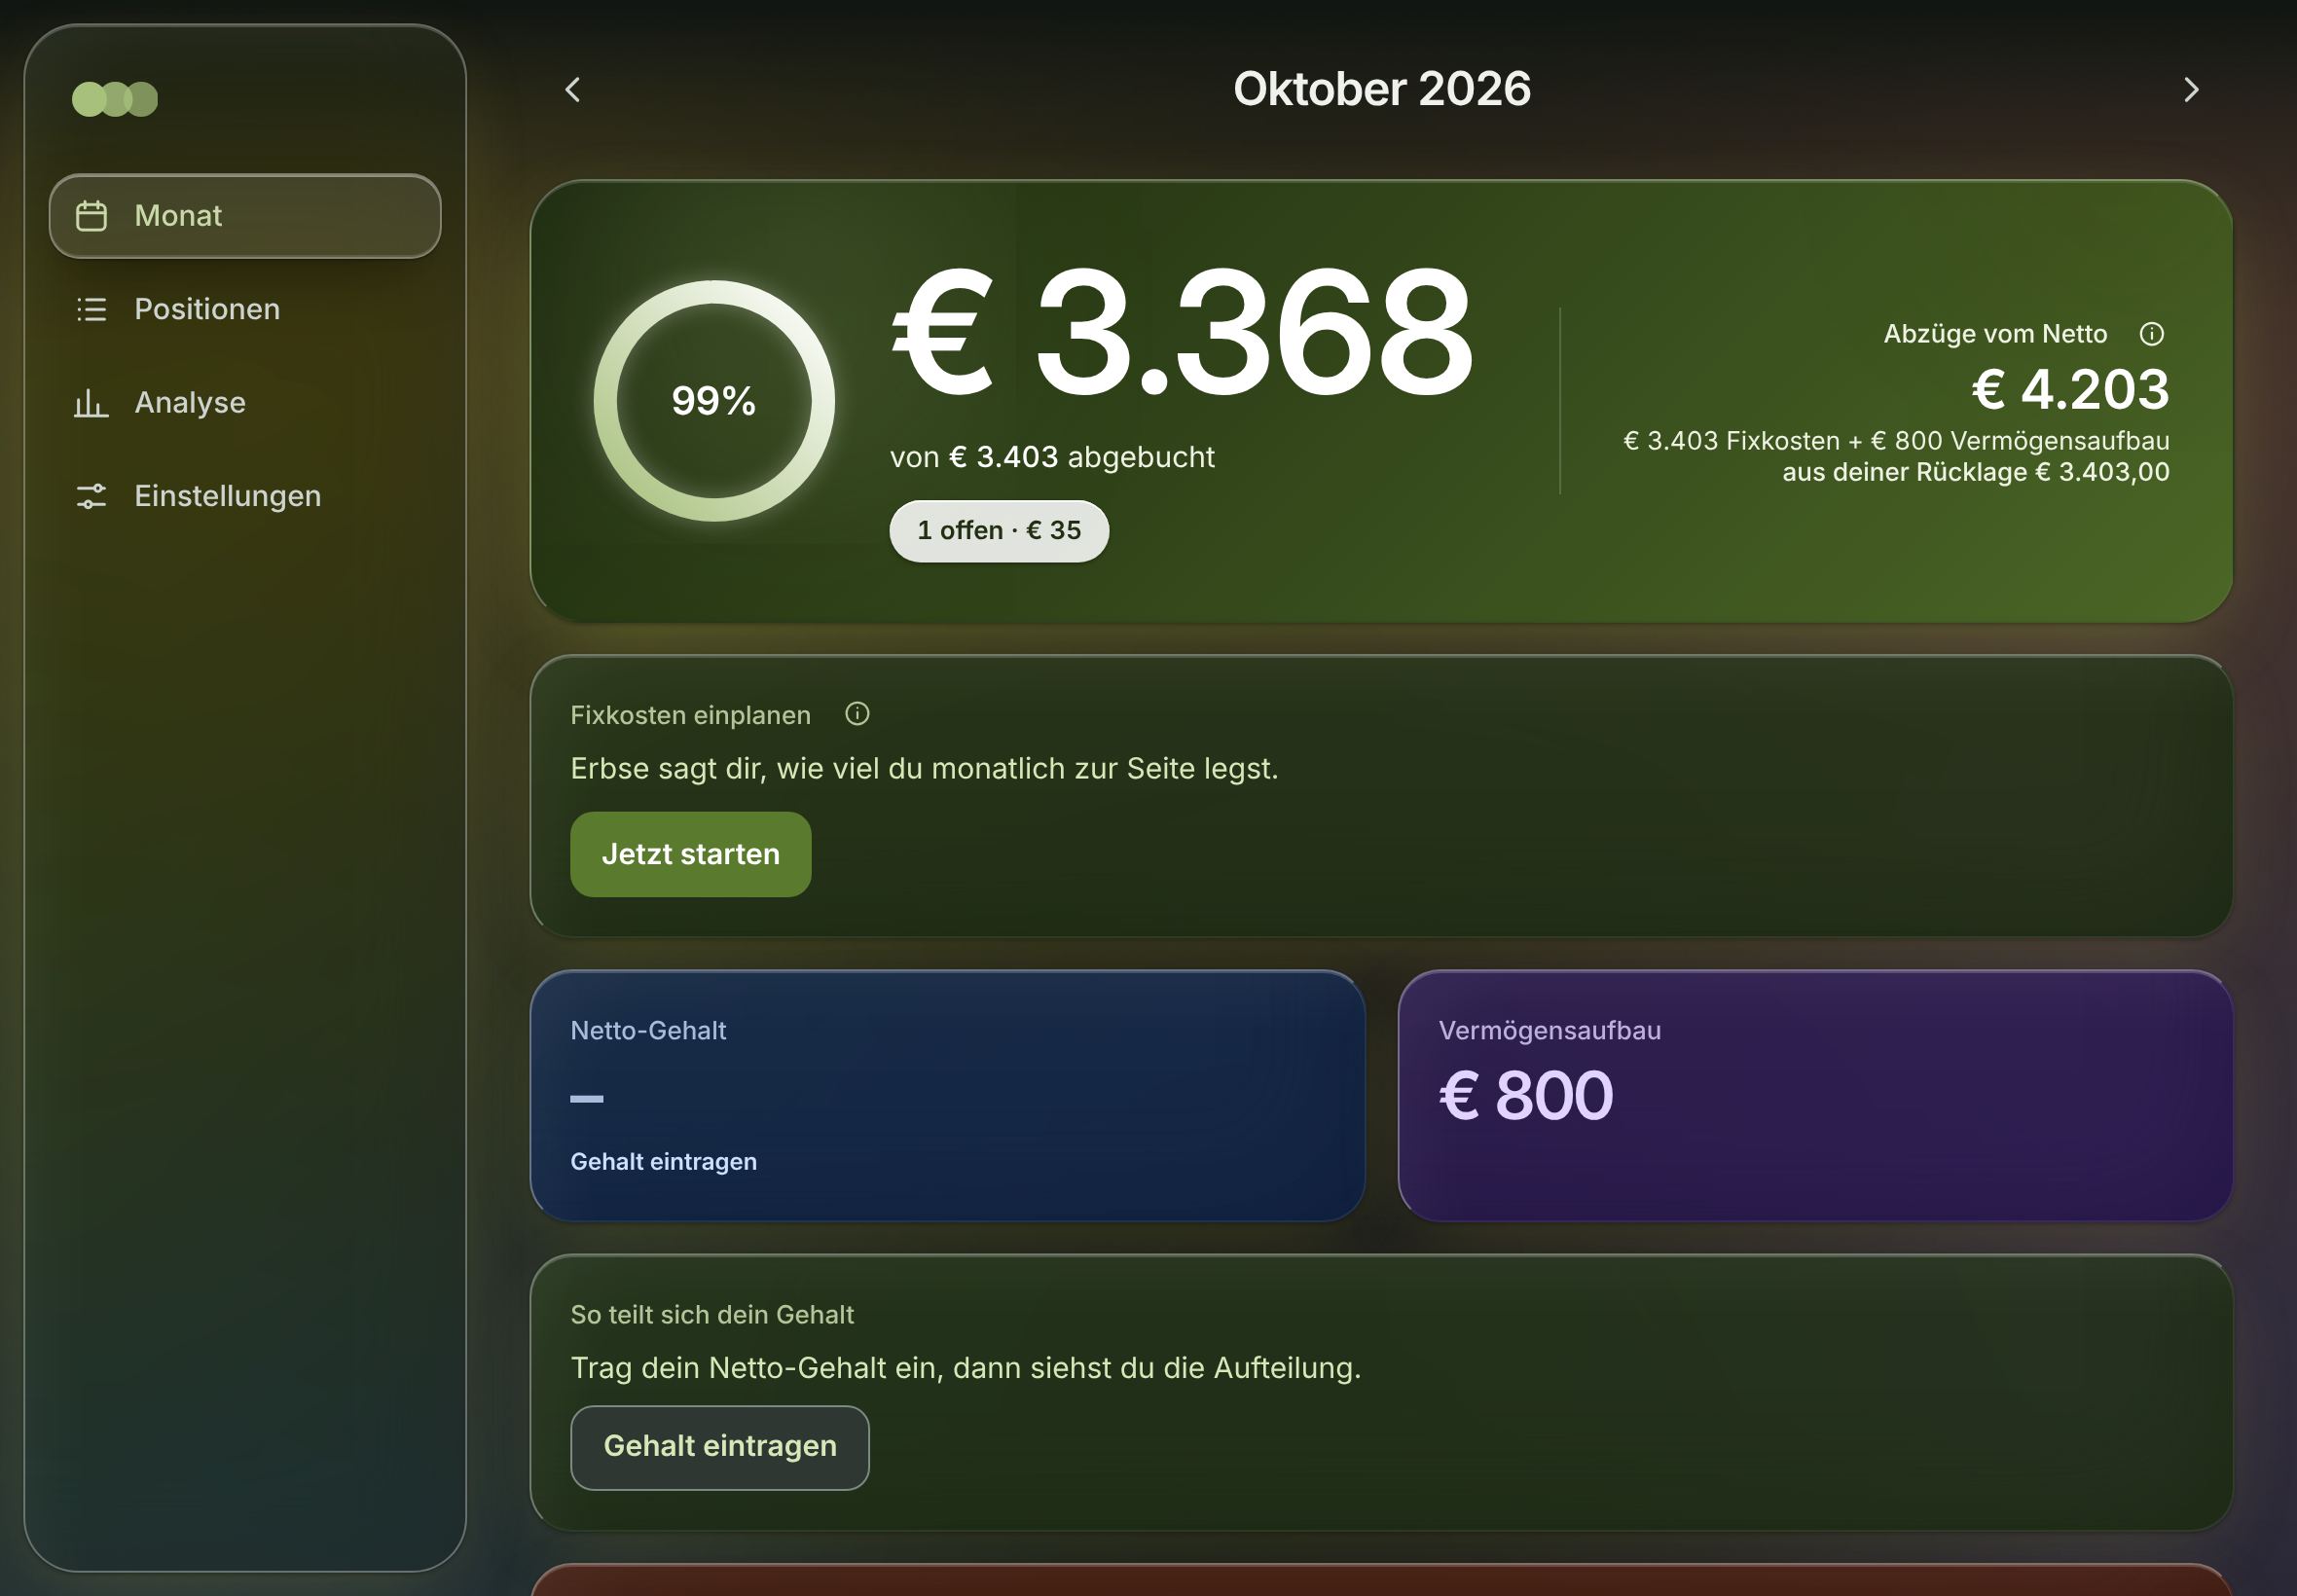 Oktober 2026
Monat
Positionen
Analyse
Einstellungen
99%
€ 3.368
von € 3.403 abgebucht
1 offen · € 35
Abzüge vom Netto
€ 4.203
€ 3.403 Fixkosten + € 800 Vermögensaufbau
aus deiner Rücklage € 3.403,00
Fixkosten einplanen
Erbse sagt dir, wie viel du monatlich zur Seite legst.
Jetzt starten
Netto-Gehalt
–
Gehalt eintragen
Vermögensaufbau
€ 800
So teilt sich dein Gehalt
Trag dein Netto-Gehalt ein, dann siehst du die Aufteilung.
Gehalt eintragen